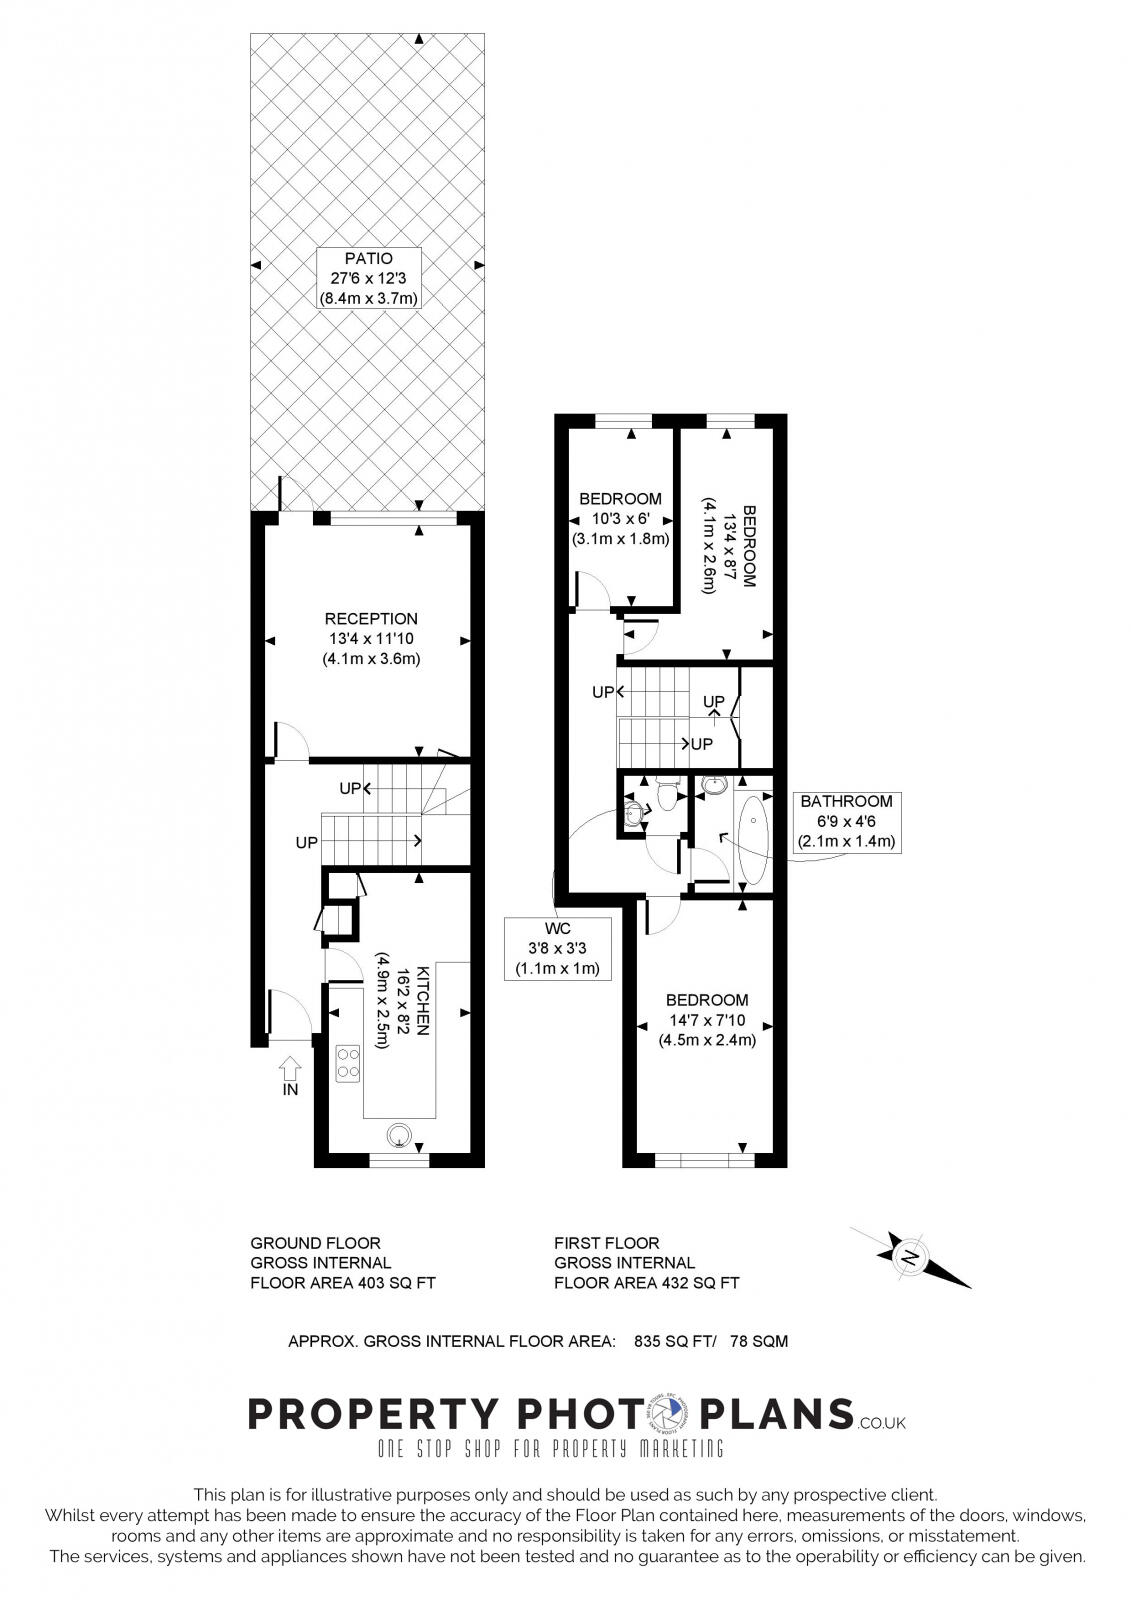 PATIO
27'6 x 12'3
(8.4m x 3.7m)
RECEPTION
13'4 x 11'10
(4.1m x 3.6m)
UP
UP
KITCHEN
16'2 x 8'2
(4.9m x 2.5m)
IN
BEDROOM
10'3 x 6'
(3.1m x 1.8m)
BEDROOM
13'4 x 8'7
(4.1m x 2.6m)
UP
UP
UP
BATHROOM
6'9 x 4'6
(2.1m x 1.4m)
WC
3'8 x 3'3
(1.1m x 1m)
BEDROOM
14'7 x 7'10
(4.5m x 2.4m)
GROUND FLOOR
GROSS INTERNAL
FLOOR AREA 403 SQ FT
FIRST FLOOR
GROSS INTERNAL
FLOOR AREA 432 SQ FT
N
APPROX. GROSS INTERNAL FLOOR AREA: 835 SQ FT/ 78 SQM
PROPERTY PHOTO PLANS.CO.UK
ONE STOP SHOP FOR PROPERTY MARKETING
This plan is for illustrative purposes only and should be used as such by any prospective client.
Whilst every attempt has been made to ensure the accuracy of the Floor Plan contained here, measurements of the doors, windows,
rooms and any other items are approximate and no responsibility is taken for any errors, omissions, or misstatement.
The services, systems and appliances shown have not been tested and no guarantee as to the operability or efficiency can be given.